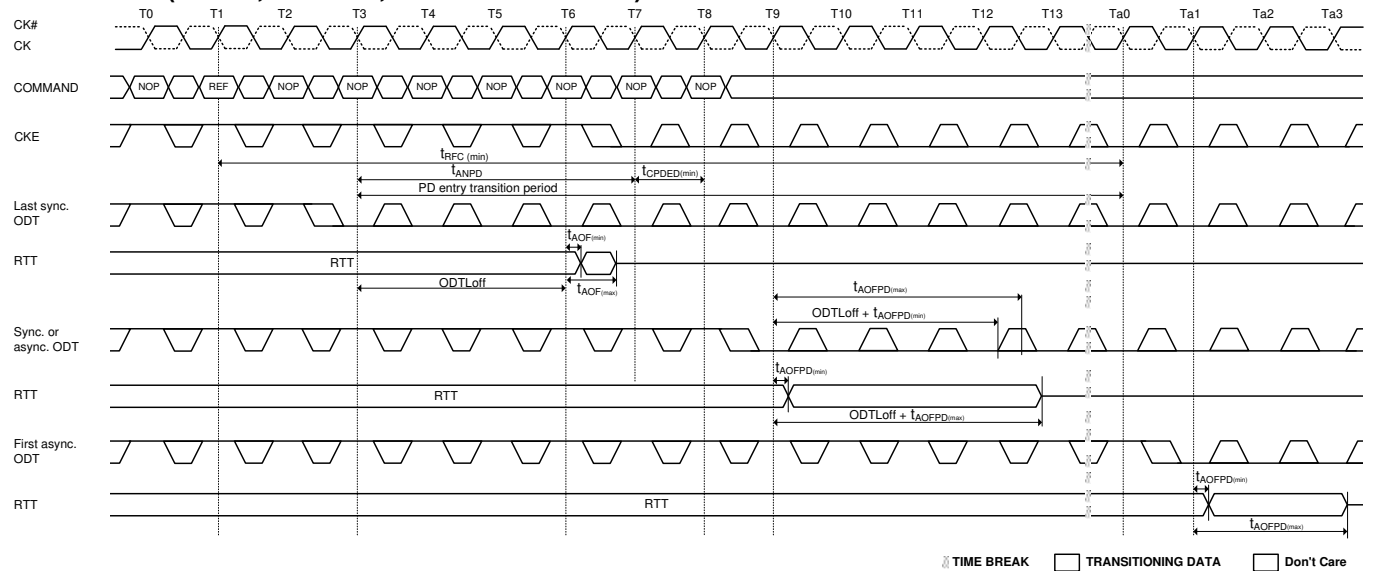 T0 T1 T2 T3 T4 T5 T6 T7 T8 T9 T10 T11 T12 T13 Ta0 Ta1 Ta2 Ta3
CK#
CK
COMMAND NOP REF NOP NOP NOP NOP NOP NOP NOP
CKE
tRFC (min)
tANPD tCPDED(min)
PD entry transition period
Last sync.
ODT
tAOF(min)
RTT RTT
ODTLoff tAOF(max)
tAOFPD(max)
ODTLoff + tAOFPD(min)
Sync. or
async. ODT
tAOFPD(min)
RTT RTT
ODTLoff + tAOFPD(max)
First async.
ODT
tAOFPD(min)
RTT RTT
tAOFPD(max)
TIME BREAK TRANSITIONING DATA Don't Care